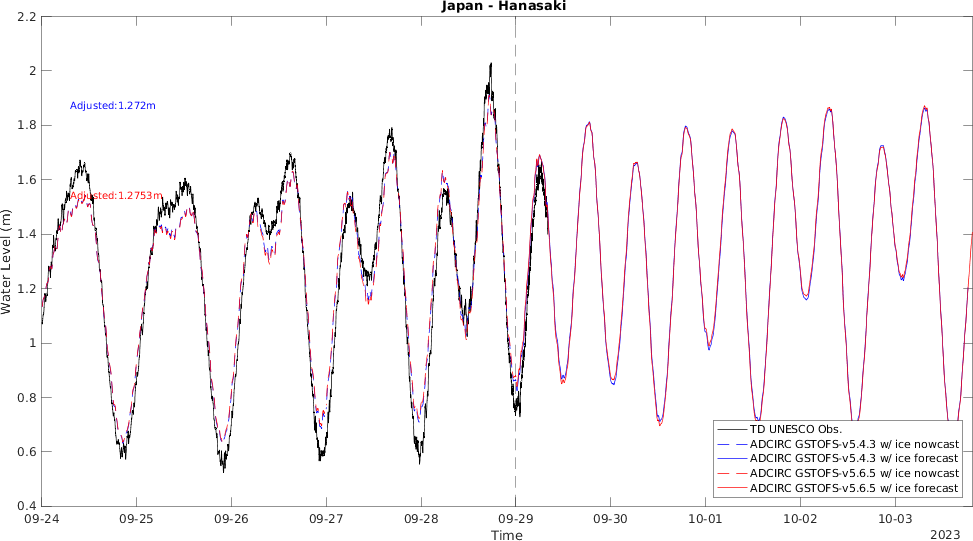 Japan - Hanasaki
2.2
2
1.8
1.6
1.4
1.2
1
0.8
0.6
0.4
Water Level (m)
Adjusted:1.272m
Adjusted:1.2753m
TD UNESCO Obs.
ADCIRC GSTOFS-v5.4.3 w/ ice nowcast
ADCIRC GSTOFS-v5.4.3 w/ ice forecast
ADCIRC GSTOFS-v5.6.5 w/ ice nowcast
ADCIRC GSTOFS-v5.6.5 w/ ice forecast
09-24 09-25 09-26 09-27 09-28 09-29 09-30 10-01 10-02 10-03
Time
2023